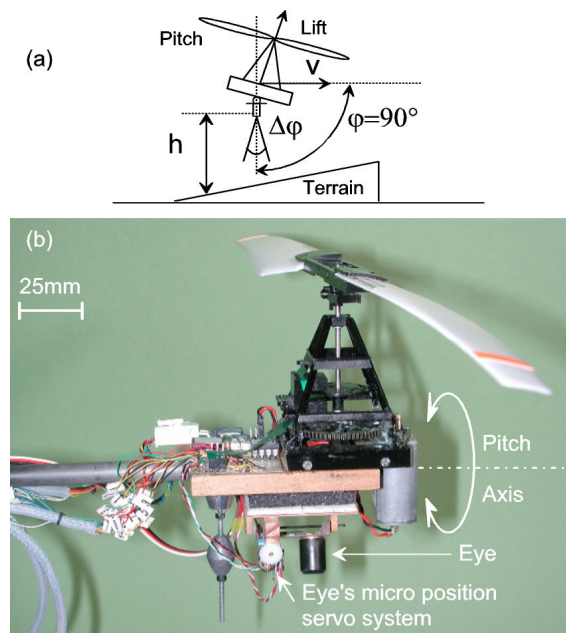 (a)
Pitch
Lift
v
Δφ
φ=90°
h
Terrain
(b)
25mm
Pitch
Axis
Eye
Eye's micro position
servo system